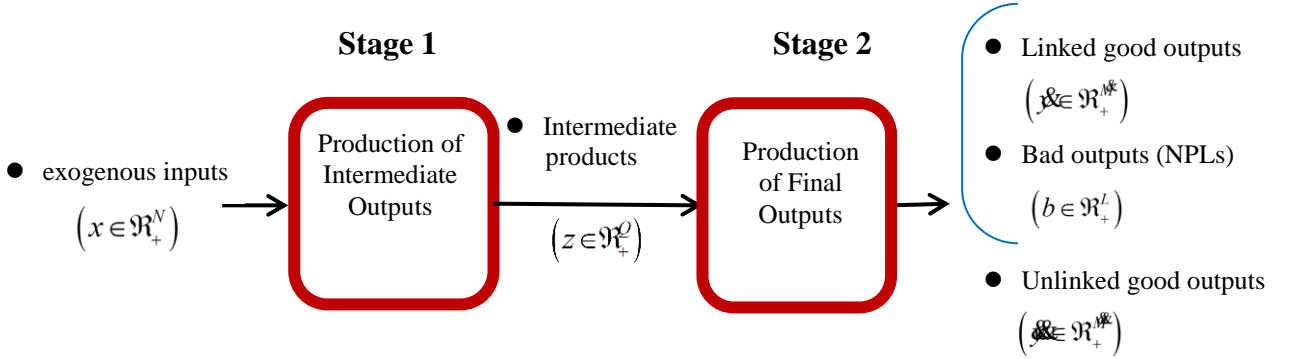 Stage 1
Stage 2
● exogenous inputs
(x ∈ ℜ₊ᴺ)
Production of
Intermediate
Outputs
● Intermediate
products
(z ∈ ℜ₊Q)
Production
of Final
Outputs
● Linked good outputs
● Bad outputs (NPLs)
(b ∈ ℜ₊ᴸ)
● Unlinked good outputs